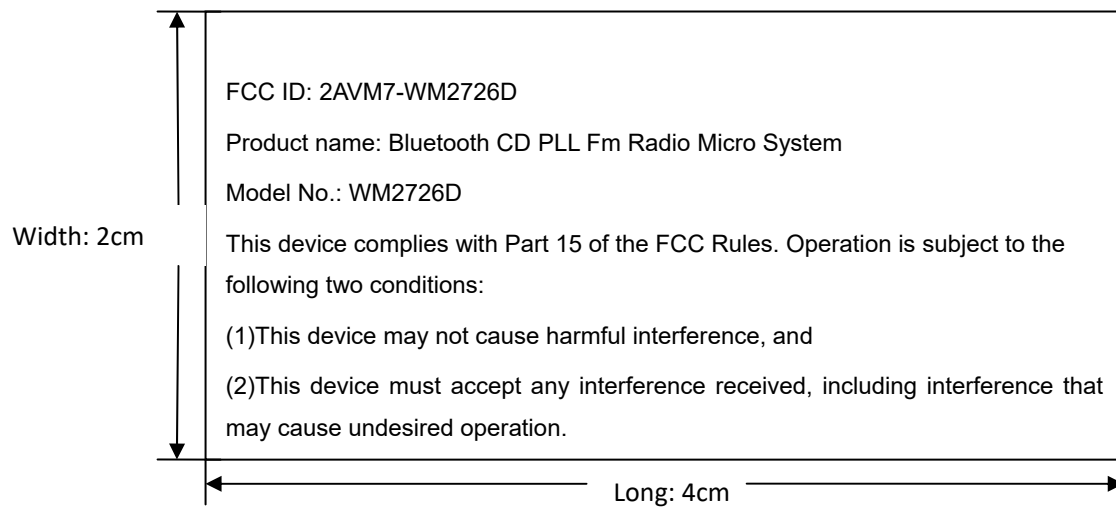 FCC ID: 2AVM7-WM2726D
Product name: Bluetooth CD PLL Fm Radio Micro System
Model No.: WM2726D
Width: 2cm
This device complies with Part 15 of the FCC Rules. Operation is subject to the
following two conditions:
(1)This device may not cause harmful interference, and
(2)This device must accept any interference received, including interference that
may cause undesired operation.
Long: 4cm